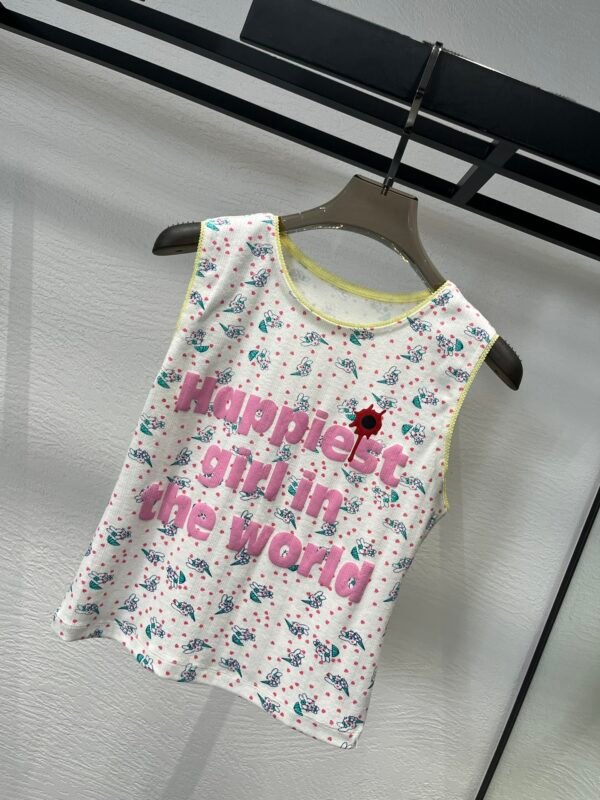 Happiest
girl in
the world